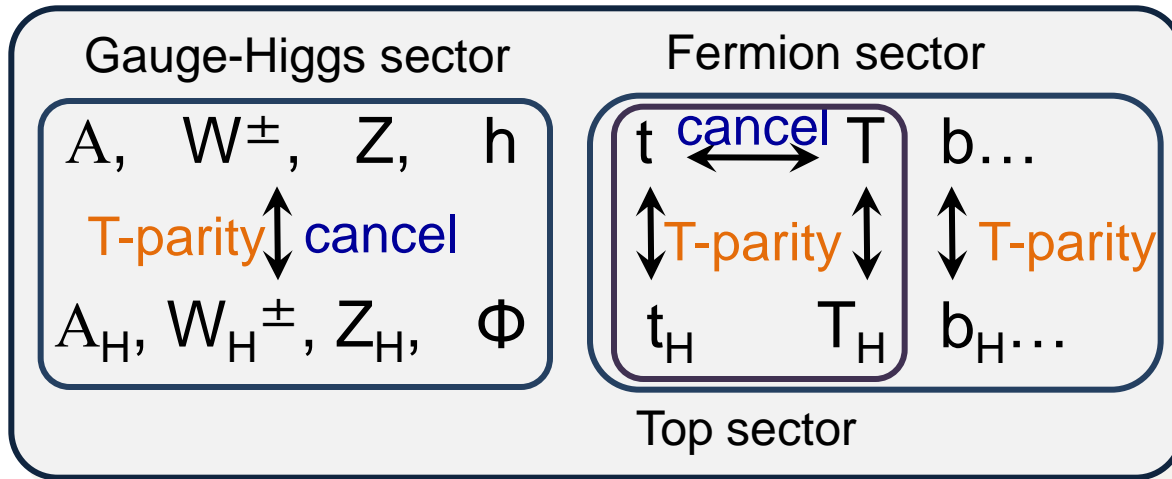 Gauge-Higgs sector
Fermion sector
A, W±, Z, h
t cancel T b...
T-parity cancel
T-parity T-parity
A_H, W_H±, Z_H, Φ
t_H T_H b_H...
Top sector